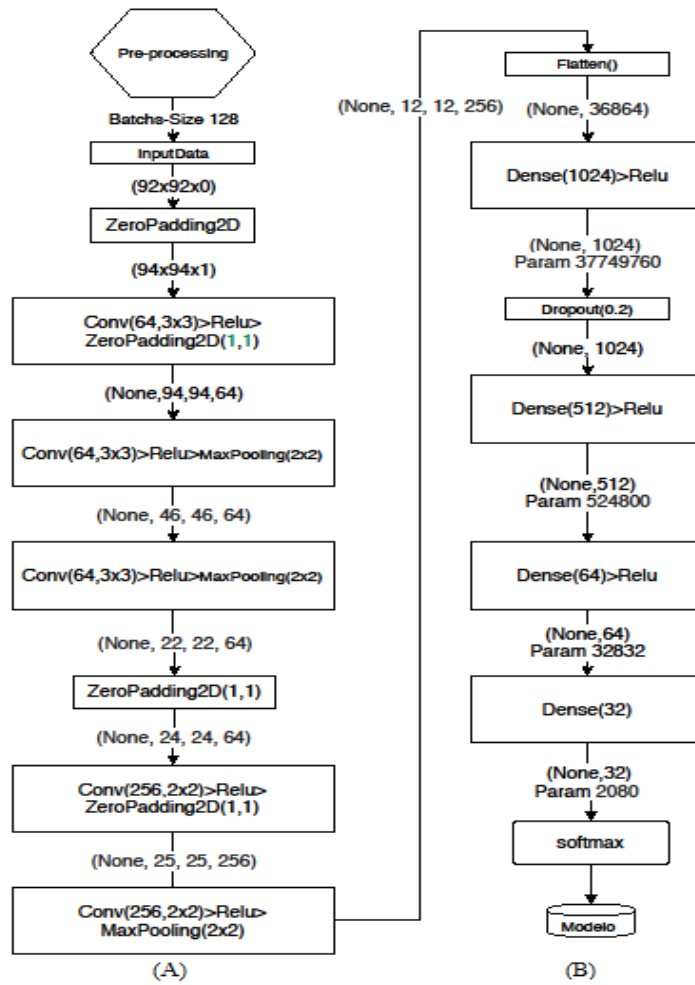 Pre-processing
Batchs-Size 128
InputData
(92x92x0)
ZeroPadding2D
(94x94x1)
Conv(64,3x3)>Relu>
ZeroPadding2D(1,1)
(None,94,94,64)
Conv(64,3x3)>Relu>MaxPooling(2x2)
(None, 46, 46, 64)
Conv(64,3x3)>Relu>MaxPooling(2x2)
(None, 22, 22, 64)
ZeroPadding2D(1,1)
(None, 24, 24, 64)
Conv(256,2x2)>Relu>
ZeroPadding2D(1,1)
(None, 25, 25, 256)
Conv(256,2x2)>Relu>
MaxPooling(2x2)
(A)
(None, 12, 12, 256)
Flatten()
(None, 36864)
Dense(1024)>Relu
(None, 1024)
Param 37749760
Dropout(0.2)
(None, 1024)
Dense(512)>Relu
(None,512)
Param 524800
Dense(64)>Relu
(None,64)
Param 32832
Dense(32)
(None,32)
Param 2080
softmax
Modelo
(B)